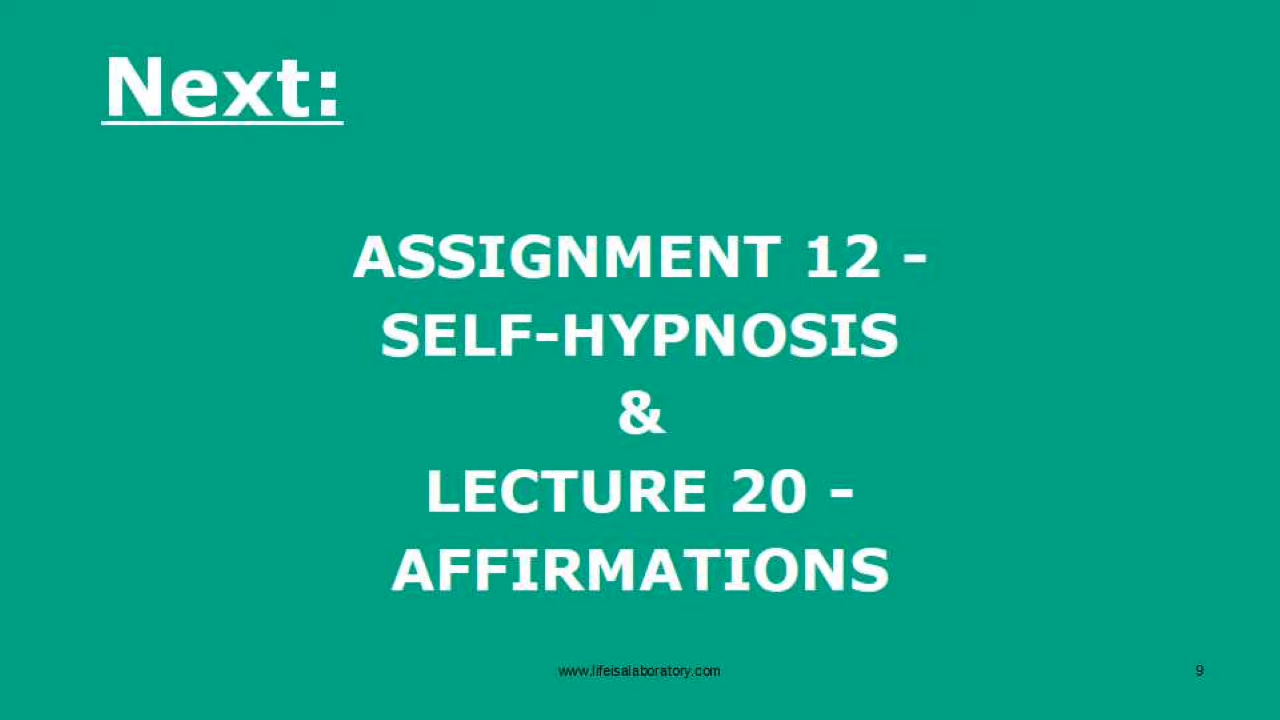 Next:
ASSIGNMENT 12 -
SELF-HYPNOSIS
&
LECTURE 20 -
AFFIRMATIONS
www.lifeisalaboratory.com
9